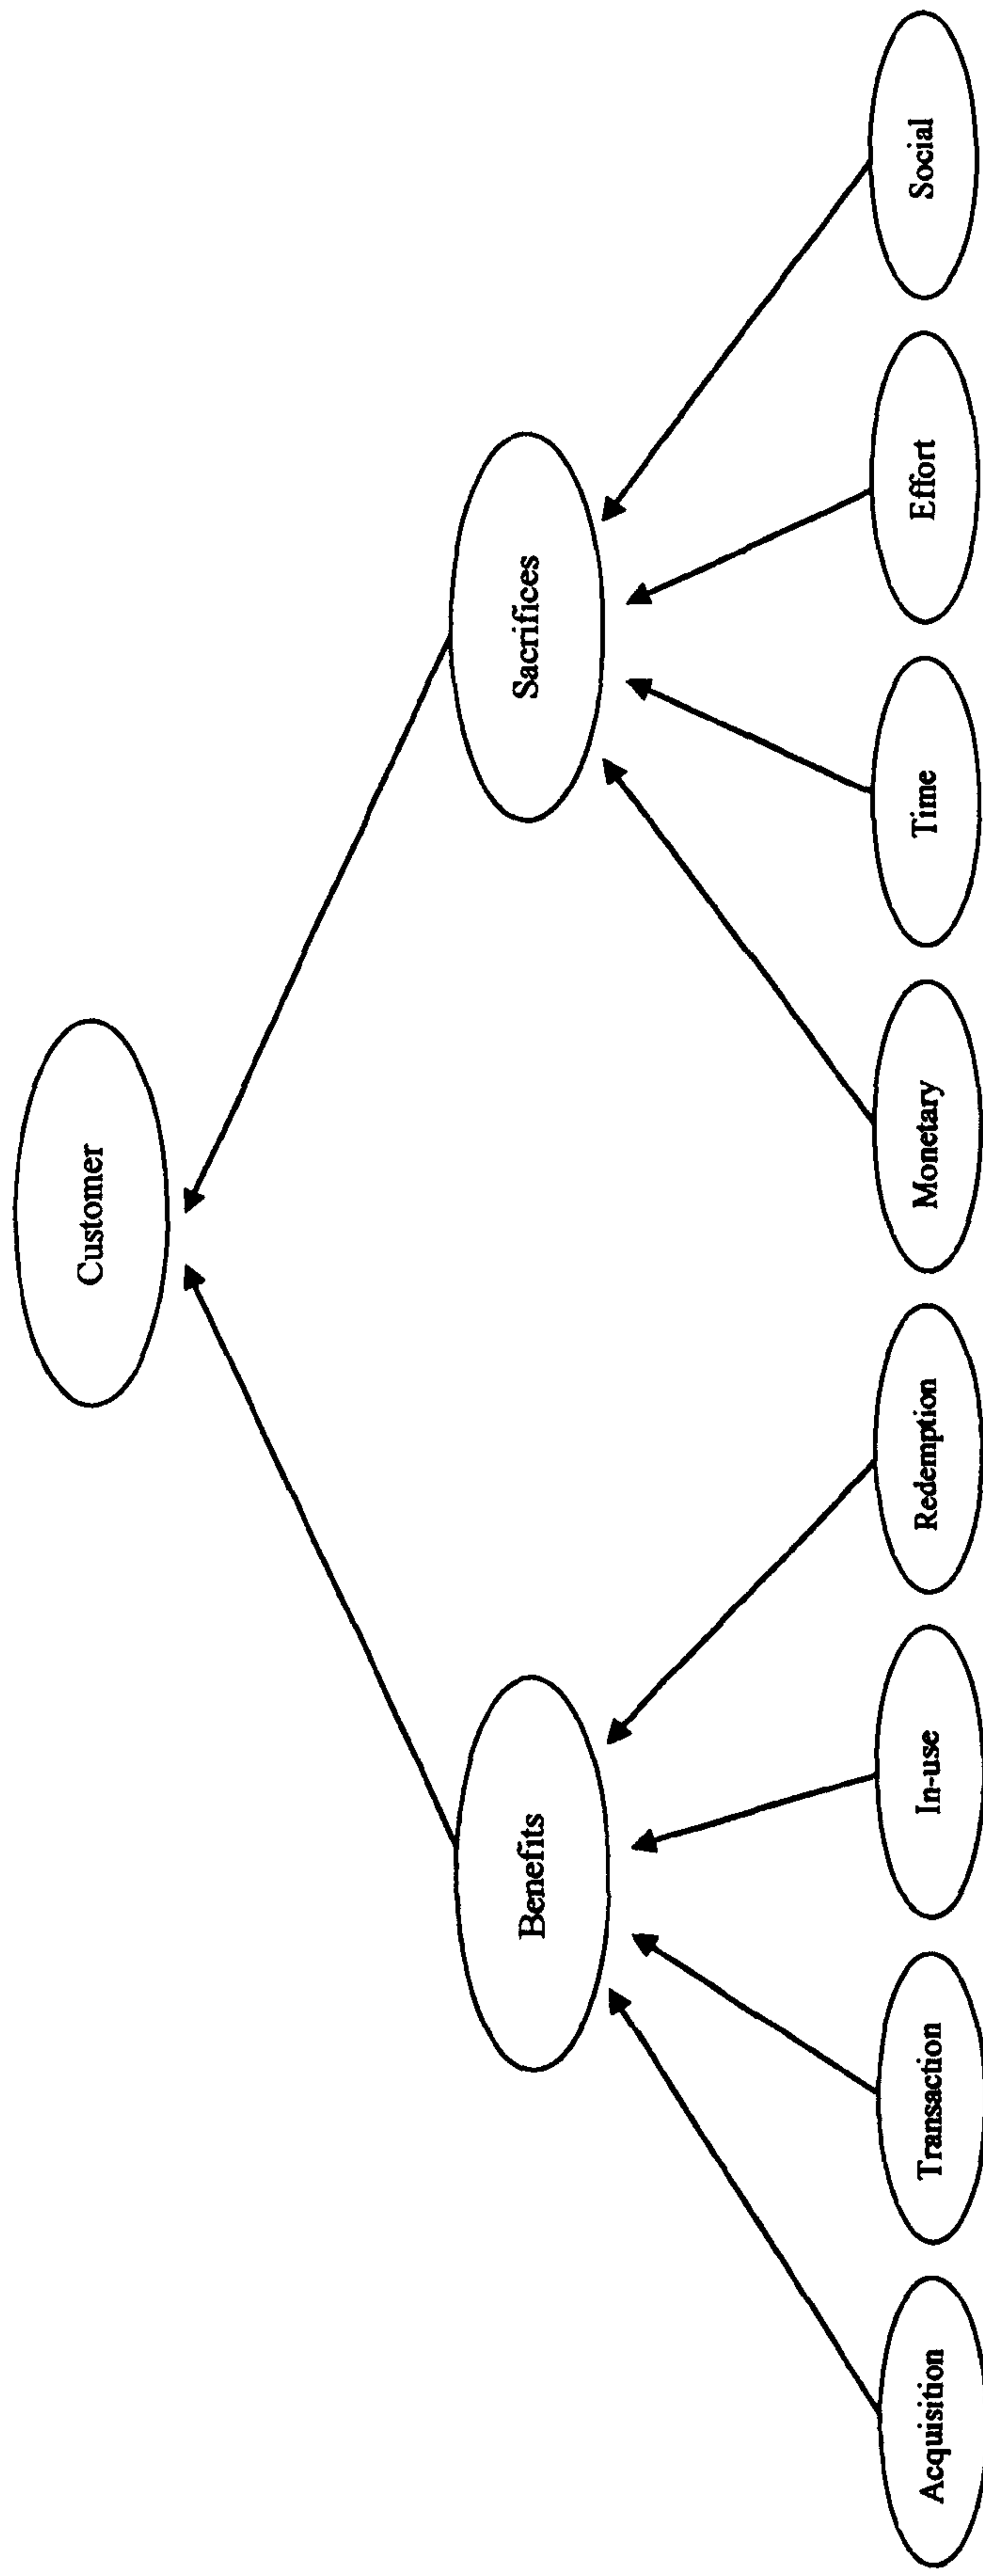 Customer
Benefits
Sacrifices
Acquisition
Transaction
In-use
Redemption
Monetary
Time
Effort
Social